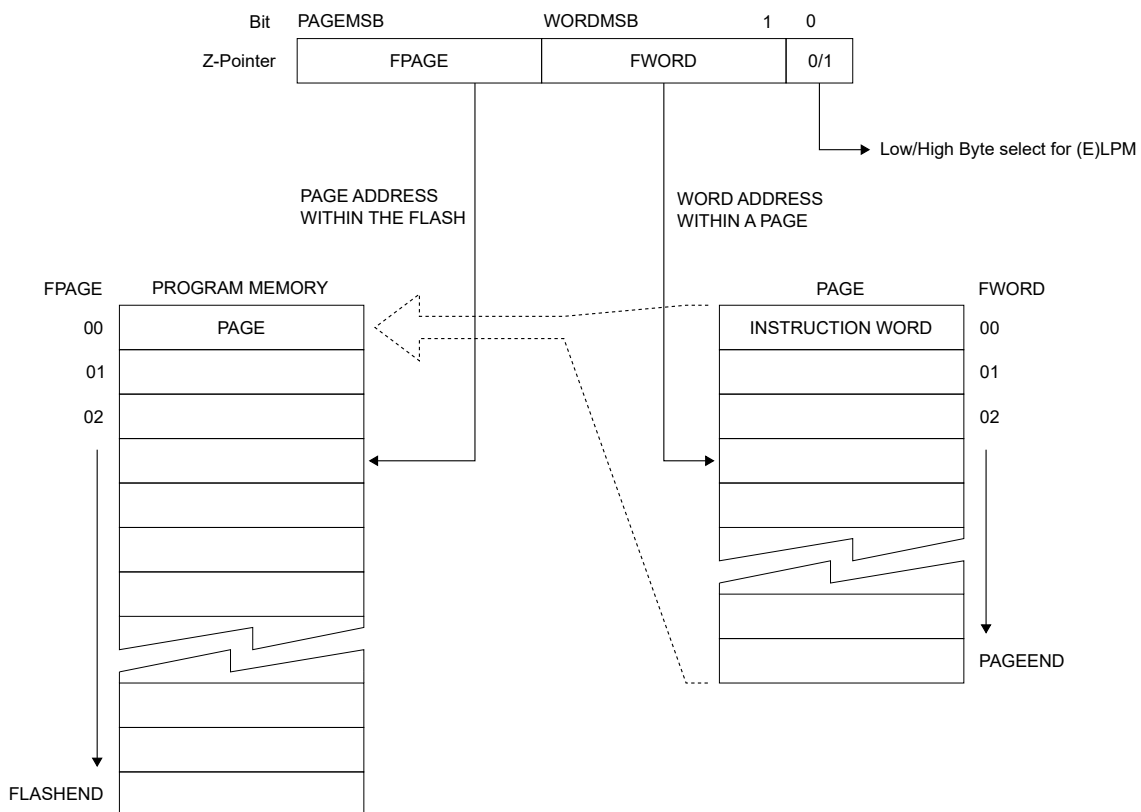 Bit PAGEMSB WORDMSB 1 0
Z-Pointer FPAGE FWORD 0/1
Low/High Byte select for (E)LPM
PAGE ADDRESS
WITHIN THE FLASH
WORD ADDRESS
WITHIN A PAGE
FPAGE PROGRAM MEMORY PAGE FWORD
00 PAGE INSTRUCTION WORD 00
01 01
02 02
PAGEEND
FLASHEND